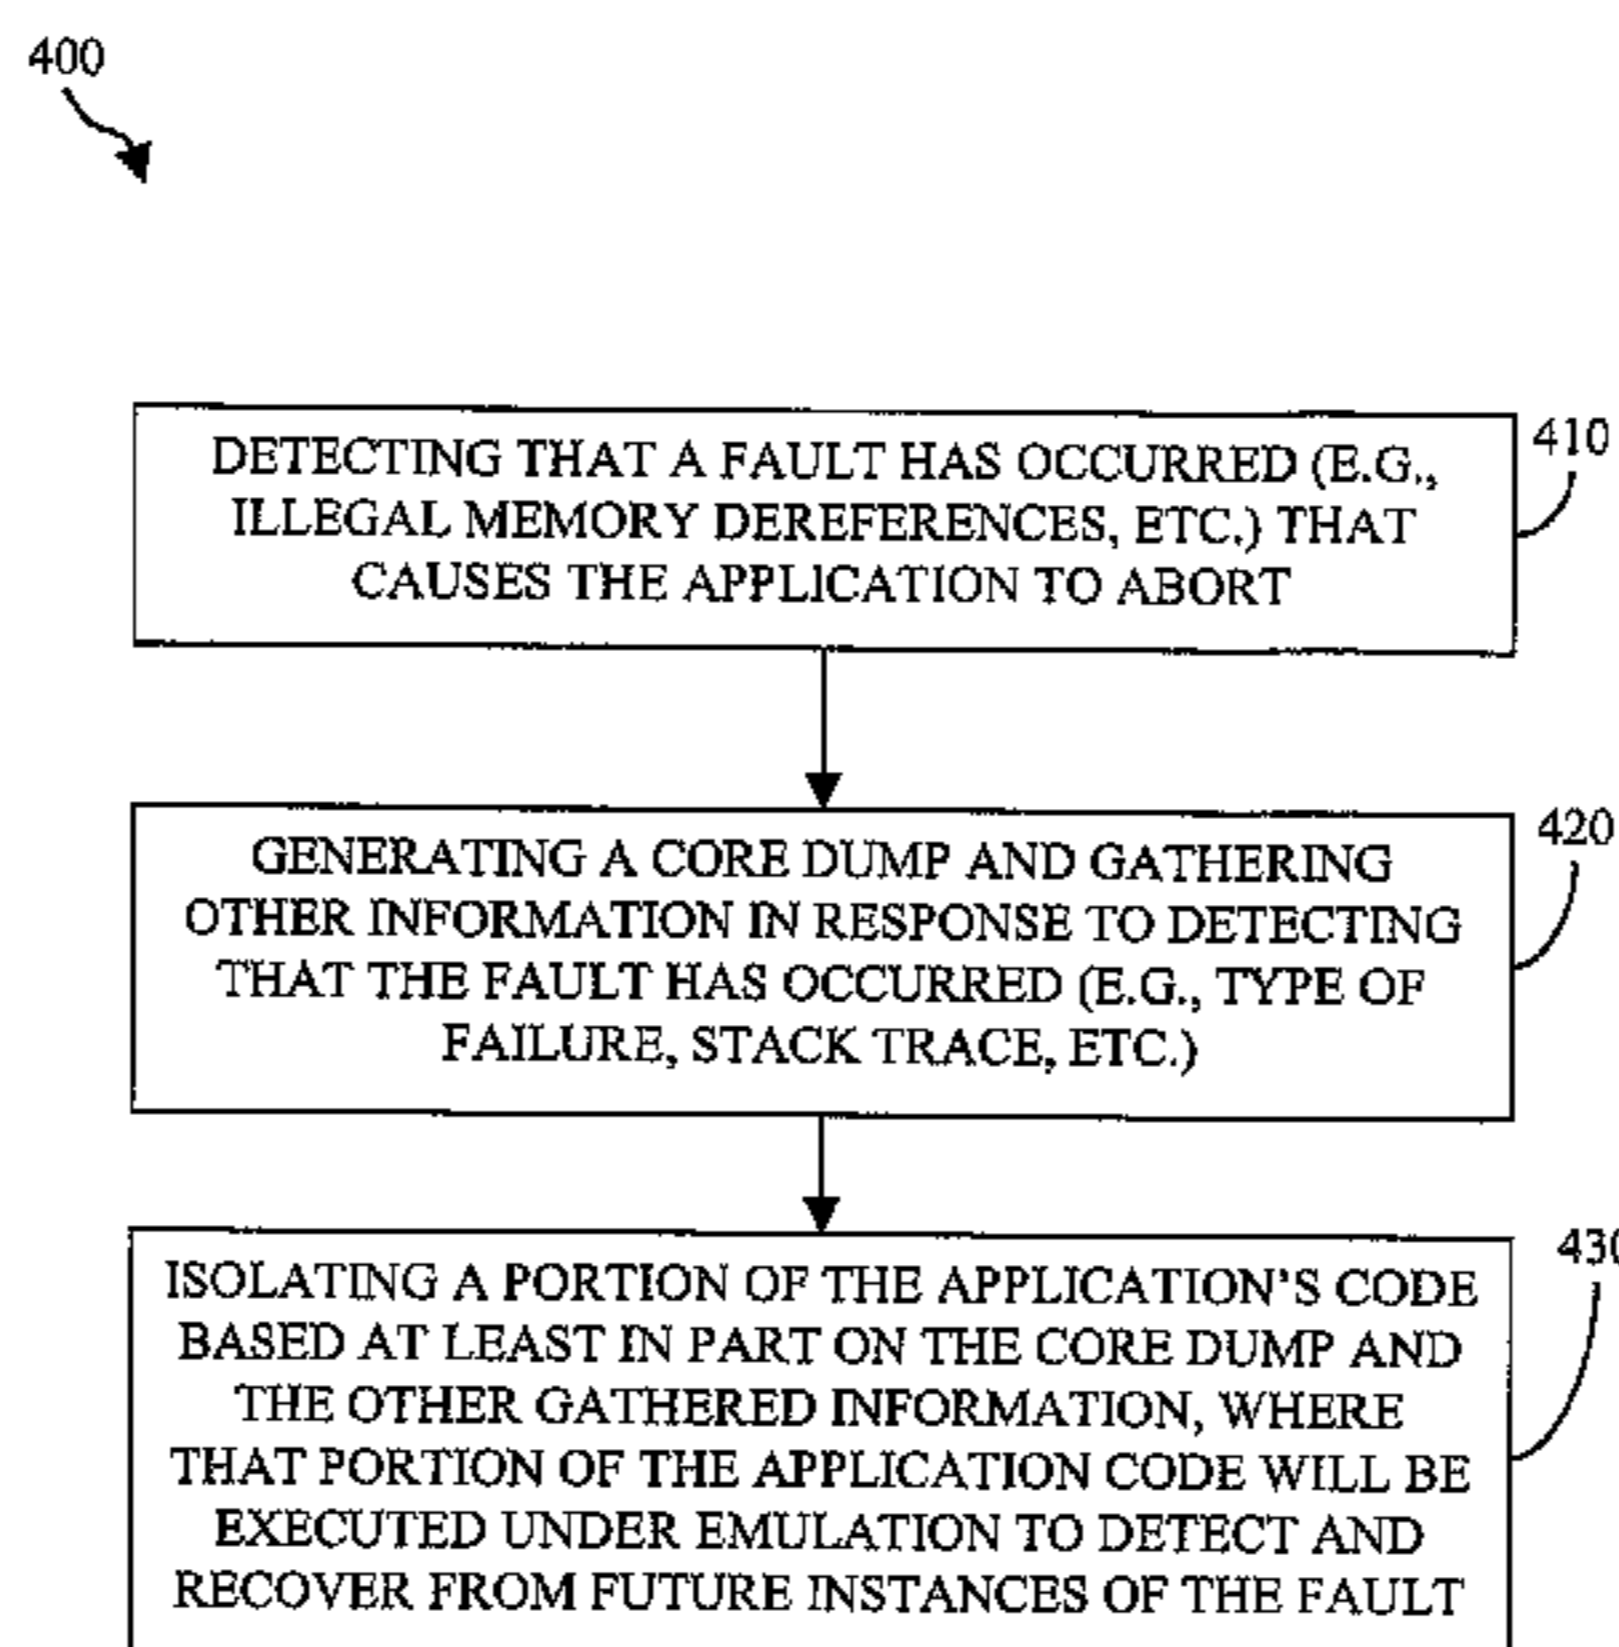 400
DETECTING THAT A FAULT HAS OCCURRED (E.G.,
ILLEGAL MEMORY DEREFERENCES, ETC.) THAT
CAUSES THE APPLICATION TO ABORT
410
GENERATING A CORE DUMP AND GATHERING
OTHER INFORMATION IN RESPONSE TO DETECTING
THAT THE FAULT HAS OCCURRED (E.G., TYPE OF
FAILURE, STACK TRACE, ETC.)
420
ISOLATING A PORTION OF THE APPLICATION'S CODE
BASED AT LEAST IN PART ON THE CORE DUMP AND
THE OTHER GATHERED INFORMATION, WHERE
THAT PORTION OF THE APPLICATION CODE WILL BE
EXECUTED UNDER EMULATION TO DETECT AND
RECOVER FROM FUTURE INSTANCES OF THE FAULT
430